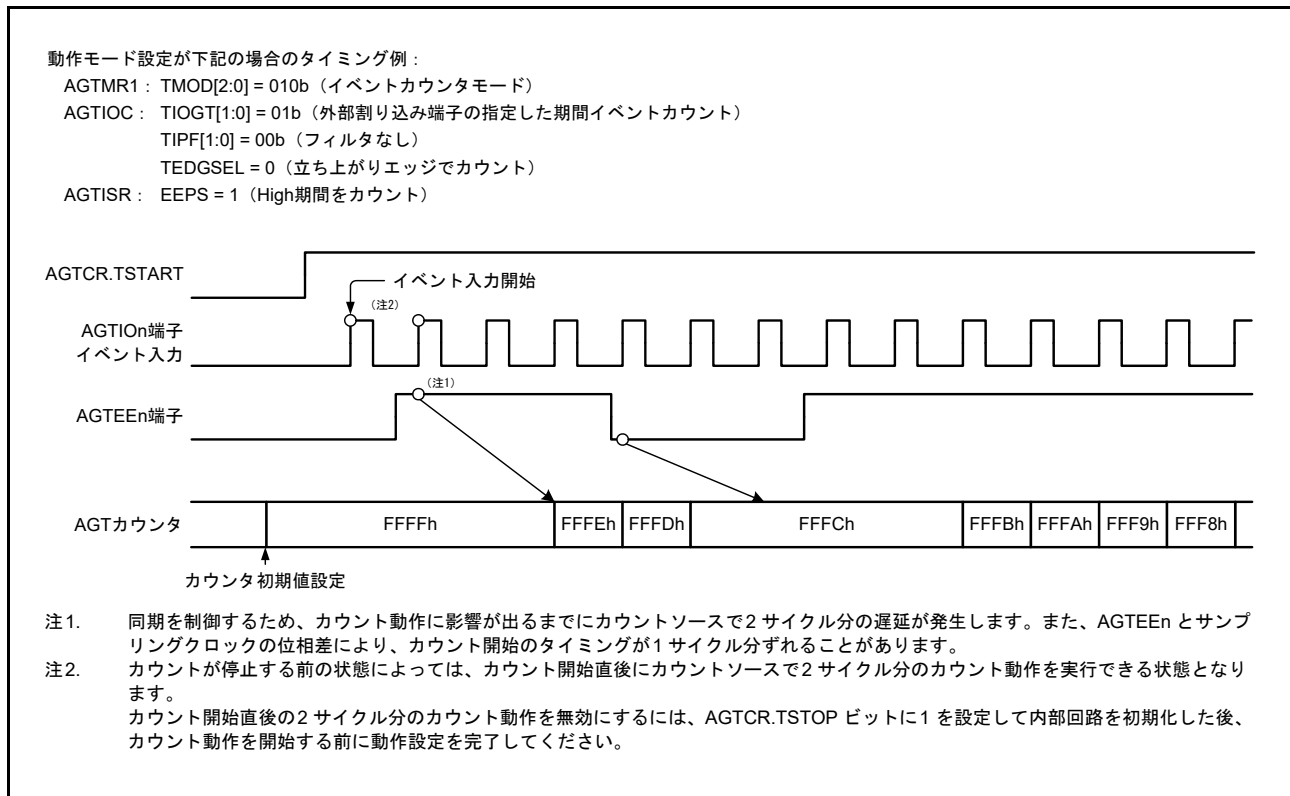 動作モード設定が下記の場合のタイミング例：
AGTMR1： TMOD[2:0] = 010b（イベントカウンタモード）
AGTIOC： TIOGT[1:0] = 01b（外部割り込み端子の指定した期間イベントカウント）
TIPF[1:0] = 00b（フィルタなし）
TEDGSEL = 0（立ち上がりエッジでカウント）
AGTISR： EEPS = 1（High期間をカウント）
AGTCR.TSTART
イベント入力開始
（注2）
AGTIOn端子
イベント入力
（注1）
AGTEEn端子
AGTカウンタ FFFFh FFFEh FFFDh FFFCh FFFBh FFFAh FFF9h FFF8h
カウンタ初期値設定
注1. 同期を制御するため、カウント動作に影響が出るまでにカウントソースで2 サイクル分の遅延が発生します。また、AGTEEn とサンプ
リングクロックの位相差により、カウント開始のタイミングが1 サイクル分ずれることがあります。
注2. カウントが停止する前の状態によっては、カウント開始直後にカウントソースで2 サイクル分のカウント動作を実行できる状態となり
ます。
カウント開始直後の2 サイクル分のカウント動作を無効にするには、AGTCR.TSTOP ビットに1 を設定して内部回路を初期化した後、
カウント動作を開始する前に動作設定を完了してください。